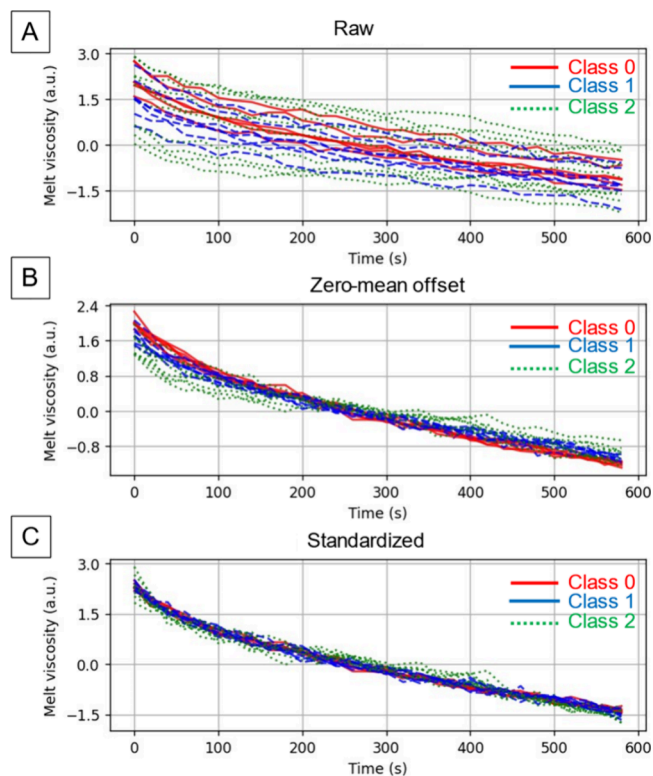 A
Raw
Melt viscosity (a.u.)
3.0
1.5
0.0
−1.5
Class 0
Class 1
Class 2
0 100 200 300 400 500 600
Time (s)
B
Zero-mean offset
Melt viscosity (a.u.)
2.4
1.6
0.8
0.0
−0.8
Class 0
Class 1
Class 2
0 100 200 300 400 500 600
Time (s)
C
Standardized
Melt viscosity (a.u.)
3.0
1.5
0.0
−1.5
Class 0
Class 1
Class 2
0 100 200 300 400 500 600
Time (s)